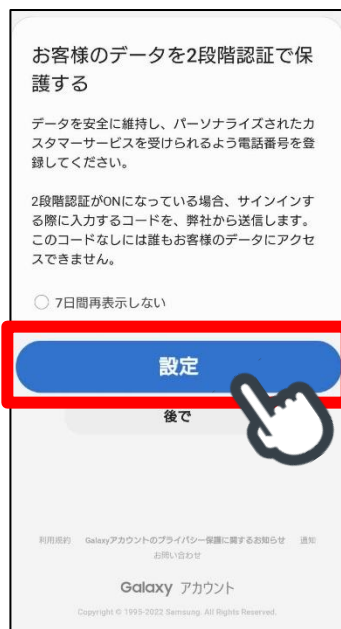 お客様のデータを2段階認証で保
護する
データを安全に維持し、パーソナライズされたカ
スタマーサービスを受けられるよう電話番号を登
録してください。
2段階認証がONになっている場合、サインインす
る際に入力するコードを、弊社から送信します。
このコードなしには誰もお客様のデータにアクセ
スできません。
7日間再表示しない
設定
後で
利用規約 Galaxyアカウントのプライバシー保護に関するお知らせ 通知
お問い合わせ
Galaxy アカウント
Copyright © 1995-2022 Samsung. All Rights Reserved.